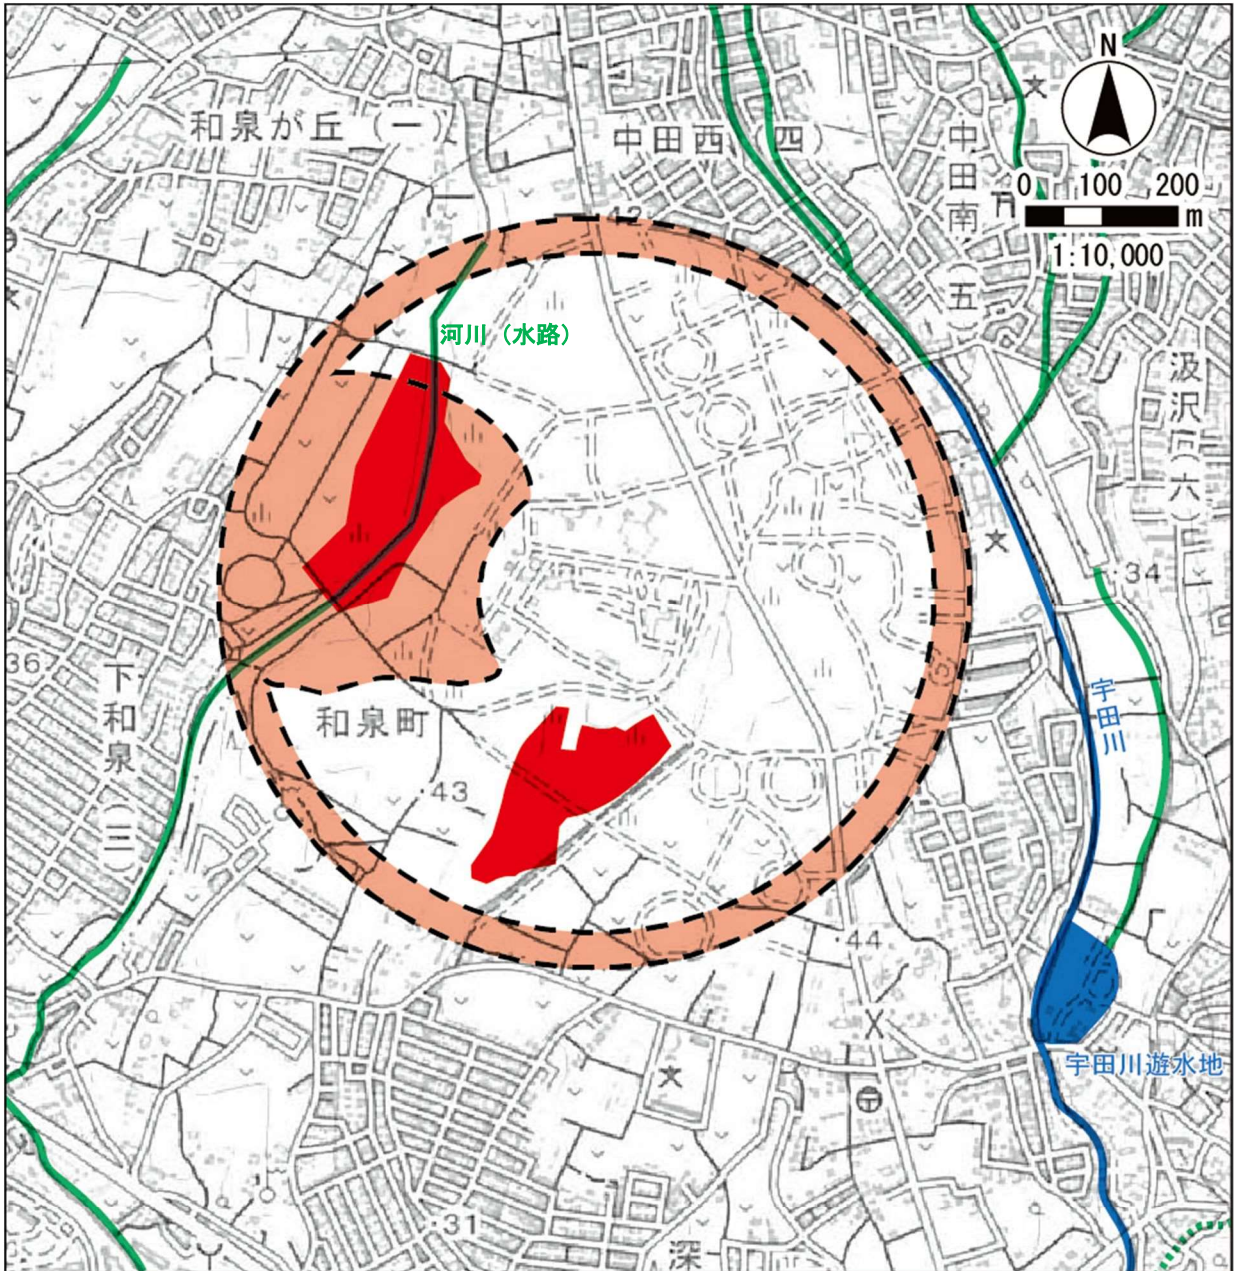 N
0 100 200
m
1:10,000
和泉が丘(一)
中田西(四)
中田南(五)
42
河川(水路)
汲沢(六)
・34
36
下和泉(三)
和泉町
・43
宇田川
・44
宇田川遊水地
・31
深